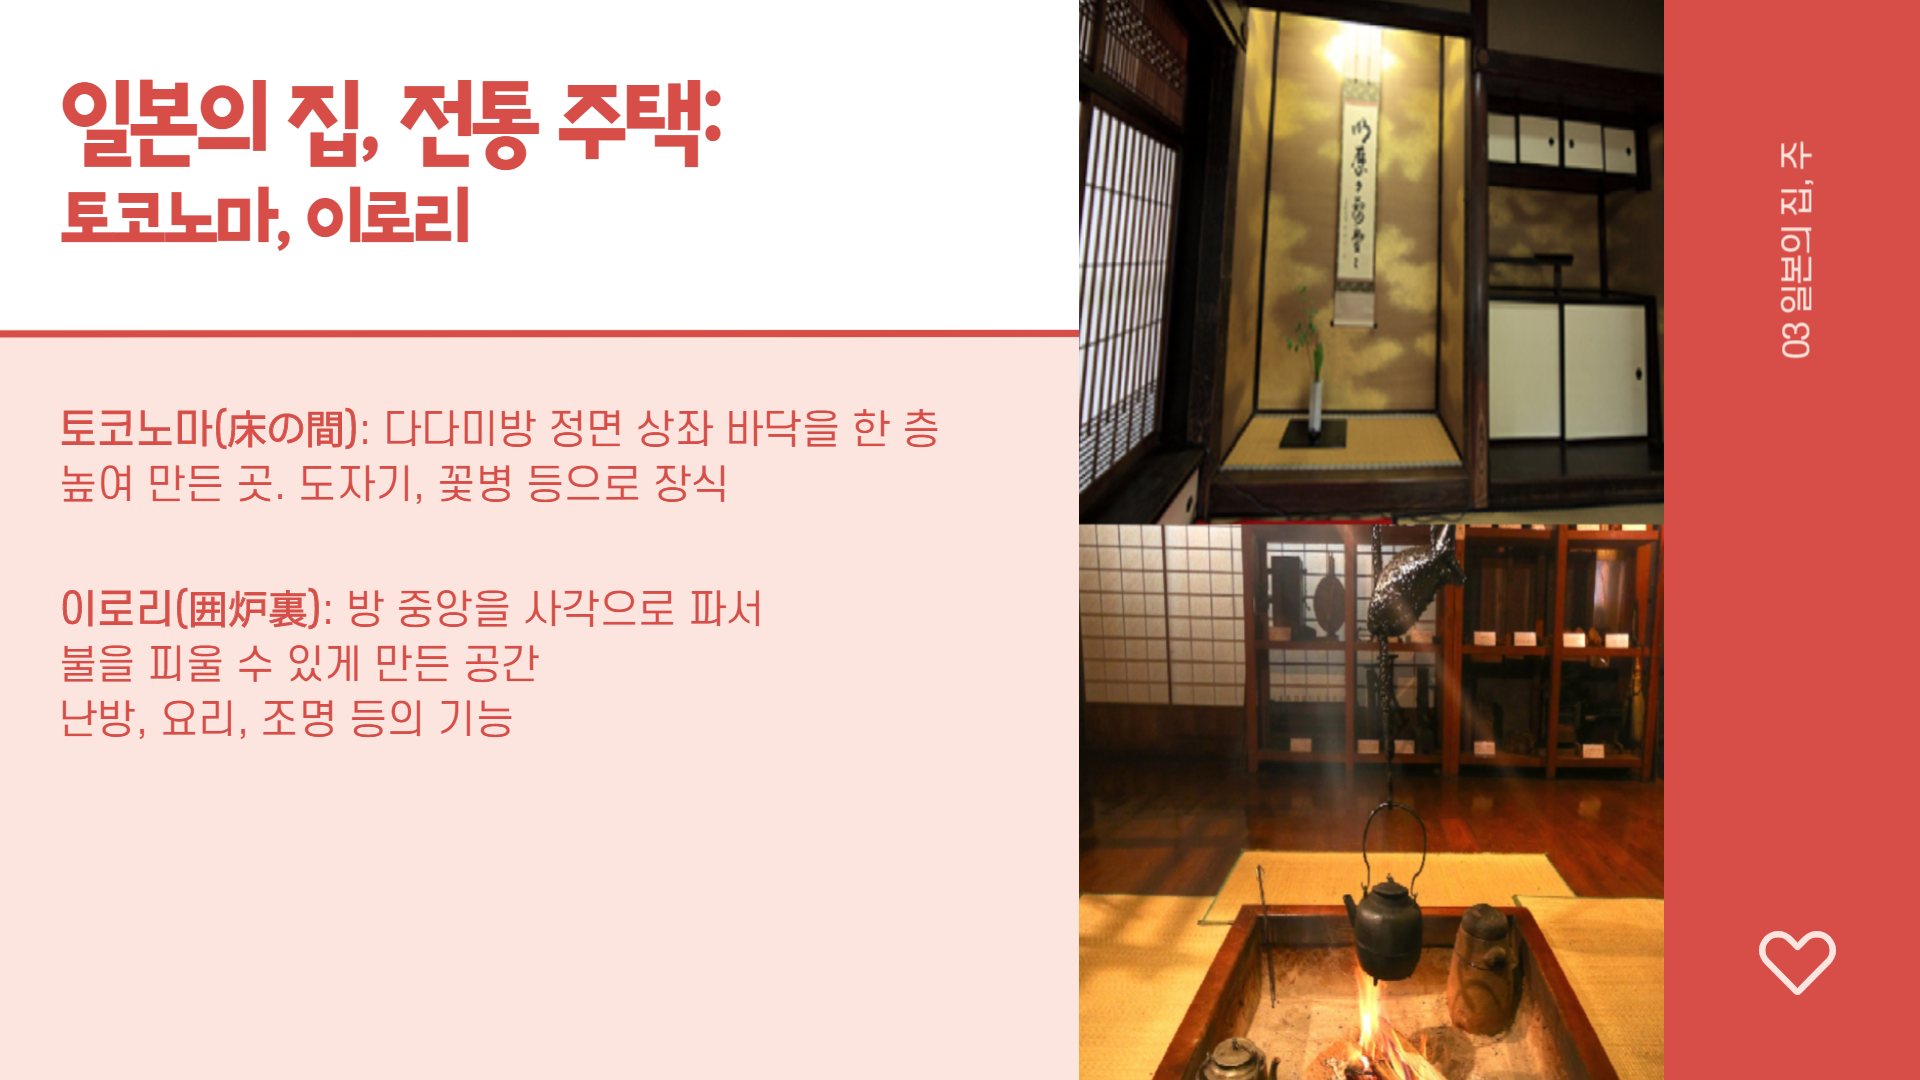 일본의 집, 전통 주택:
토코노마, 이로리
토코노마(床の間): 다다미방 정면 상좌 바닥을 한 층
높여 만든 곳. 도자기, 꽃병 등으로 장식
이로리(囲炉裏): 방 중앙을 사각으로 파서
불을 피울 수 있게 만든 공간
난방, 요리, 조명 등의 기능
03 일본의 집, 주